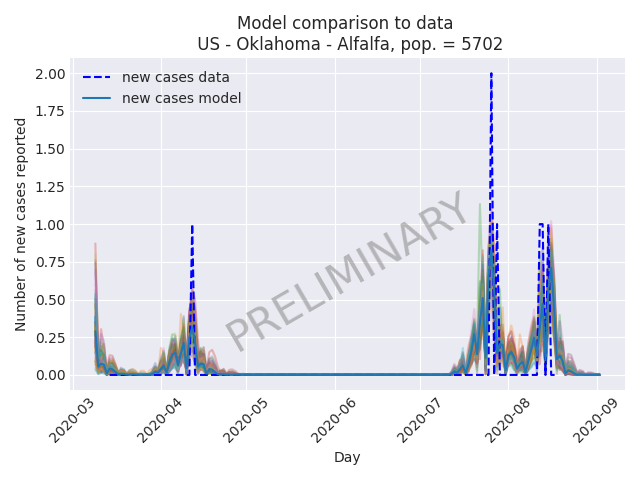 Model comparison to data
US - Oklahoma - Alfalfa, pop. = 5702
new cases data
new cases model
Number of new cases reported
2.00
1.75
1.50
1.25
1.00
0.75
0.50
0.25
0.00
PRELIMINARY
2020-03
2020-04
2020-05
2020-06
2020-07
2020-08
2020-09
Day